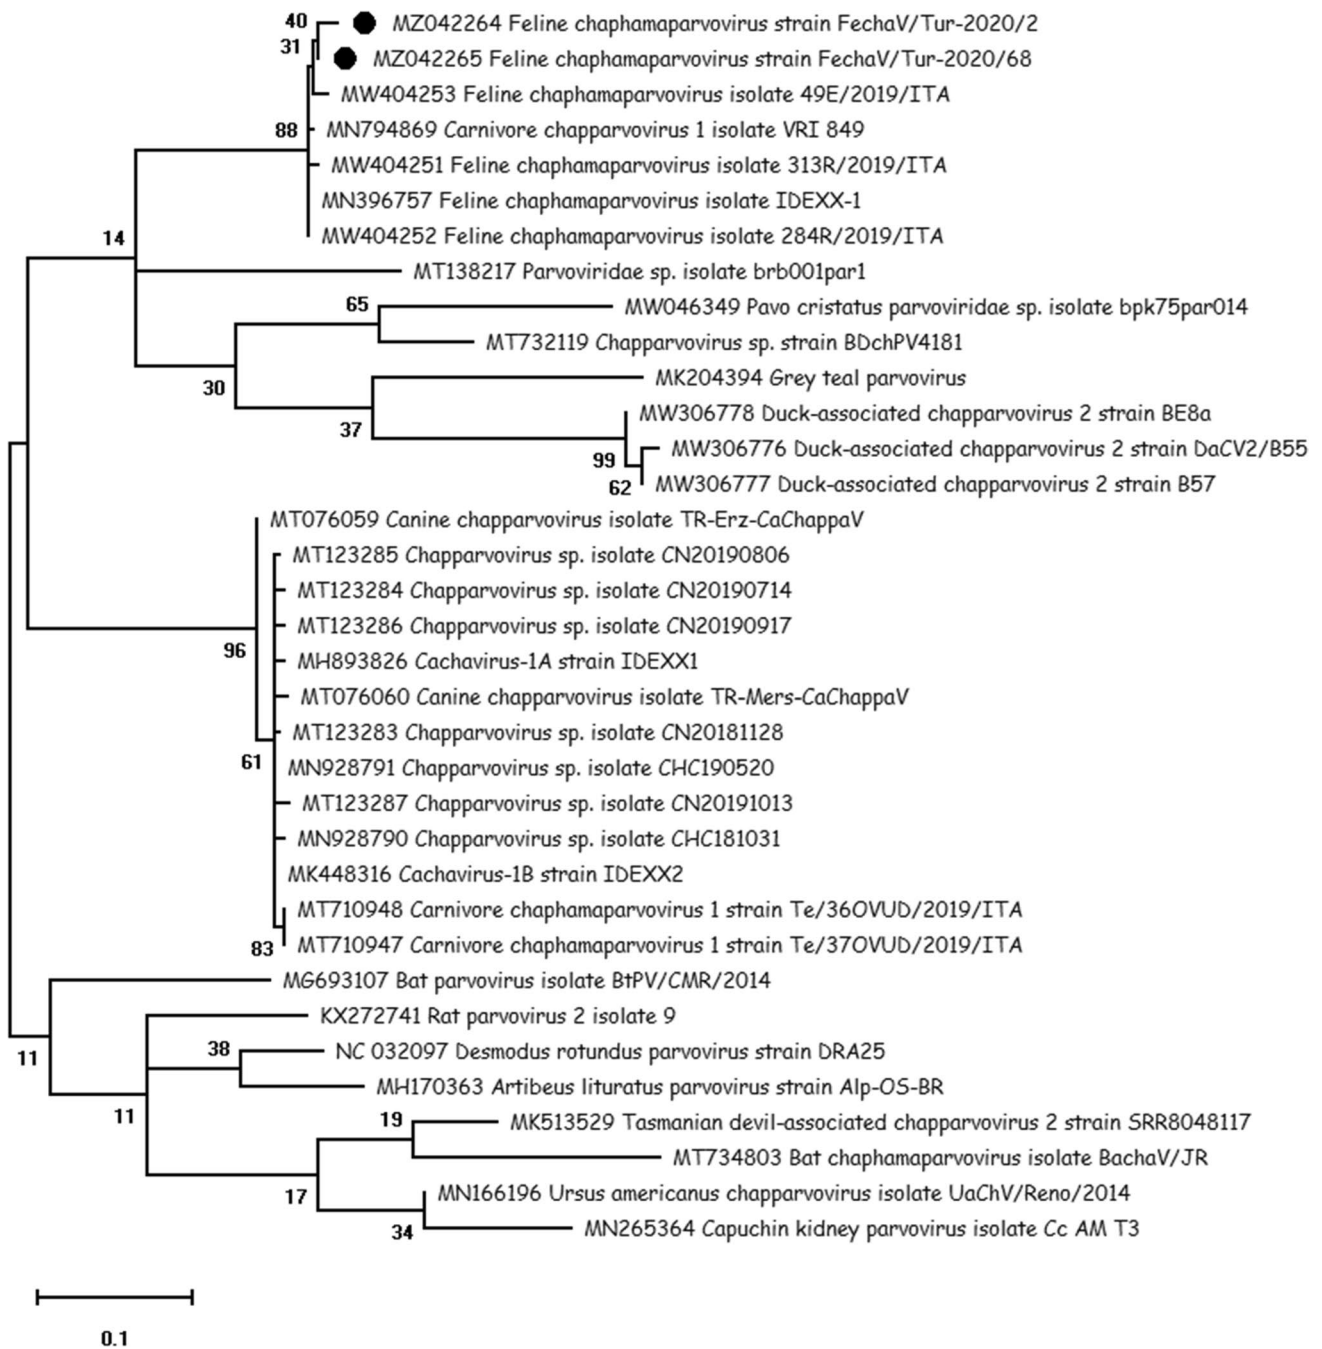 40
MZ042264 Feline chaphamaparvovirus strain FechaV/Tur-2020/2
31
MZ042265 Feline chaphamaparvovirus strain FechaV/Tur-2020/68
MW404253 Feline chaphamaparvovirus isolate 49E/2019/ITA
88
MN794869 Carnivore chapparvovirus 1 isolate VRI 849
MW404251 Feline chaphamaparvovirus isolate 313R/2019/ITA
MN396757 Feline chaphamaparvovirus isolate IDEXX-1
MW404252 Feline chaphamaparvovirus isolate 284R/2019/ITA
14
MT138217 Parvoviridae sp. isolate brb001par1
65
MW046349 Pavo cristatus parvoviridae sp. isolate bpk75par014
MT732119 Chapparvovirus sp. strain BDchPV4181
30
MK204394 Grey teal parvovirus
MW306778 Duck-associated chapparvovirus 2 strain BE8a
37
MW306776 Duck-associated chapparvovirus 2 strain DaCV2/B55
99
MW306777 Duck-associated chapparvovirus 2 strain B57
62
MT076059 Canine chapparvovirus isolate TR-Erz-CaChappaV
MT123285 Chapparvovirus sp. isolate CN20190806
MT123284 Chapparvovirus sp. isolate CN20190714
MT123286 Chapparvovirus sp. isolate CN20190917
96
MH893826 Cachavirus-1A strain IDEXX1
MT076060 Canine chapparvovirus isolate TR-Mers-CaChappaV
MT123283 Chapparvovirus sp. isolate CN20181128
61
MN928791 Chapparvovirus sp. isolate CHC190520
MT123287 Chapparvovirus sp. isolate CN20191013
MN928790 Chapparvovirus sp. isolate CHC181031
MK448316 Cachavirus-1B strain IDEXX2
MT710948 Carnivore chaphamaparvovirus 1 strain Te/36OVUD/2019/ITA
83
MT710947 Carnivore chaphamaparvovirus 1 strain Te/37OVUD/2019/ITA
MG693107 Bat parvovirus isolate BtPV/CMR/2014
KX272741 Rat parvovirus 2 isolate 9
11
38
NC 032097 Desmodus rotundus parvovirus strain DRA25
MH170363 Artibeus lituratus parvovirus strain Alp-OS-BR
11
19
MK513529 Tasmanian devil-associated chapparvovirus 2 strain SRR8048117
MT734803 Bat chaphamaparvovirus isolate BachaV/JR
17
MN166196 Ursus americanus chapparvovirus isolate UaChV/Reno/2014
34
MN265364 Capuchin kidney parvovirus isolate Cc AM T3
0.1